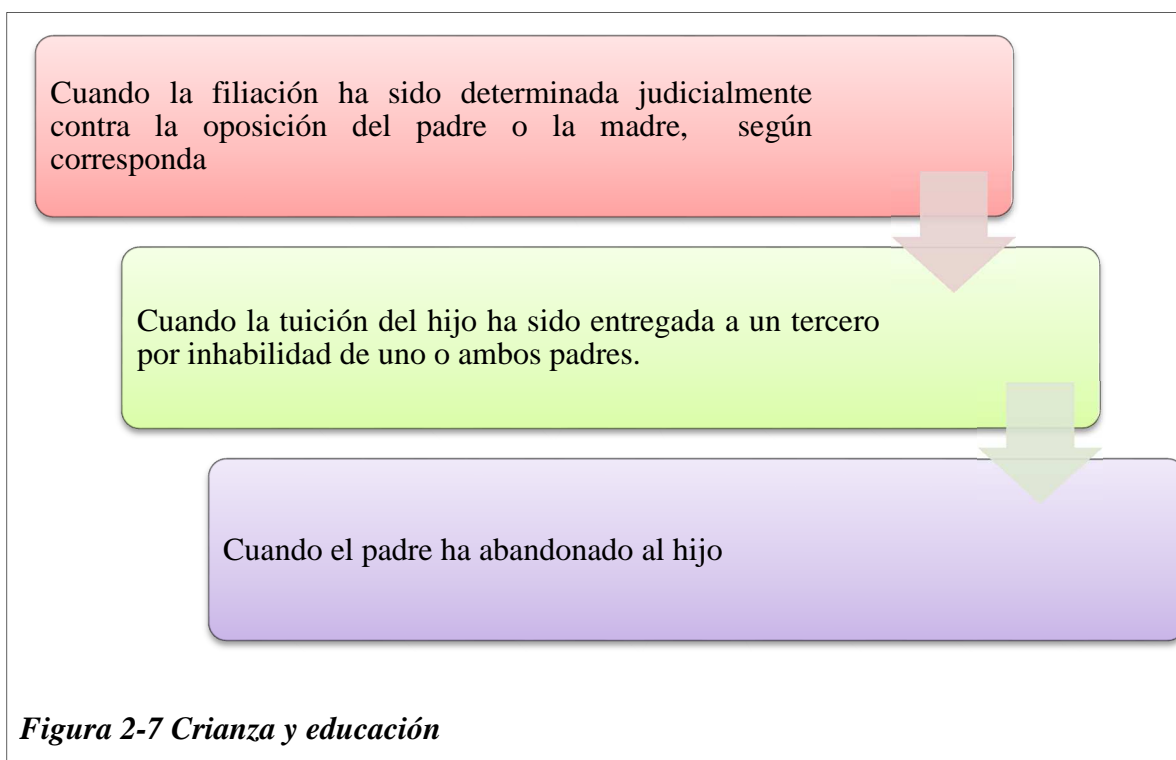 Cuando la filiación ha sido determinada judicialmente
contra la oposición del padre o la madre, según
corresponda
Cuando la tuición del hijo ha sido entregada a un tercero
por inhabilidad de uno o ambos padres.
Cuando el padre ha abandonado al hijo
Figura 2-7 Crianza y educación